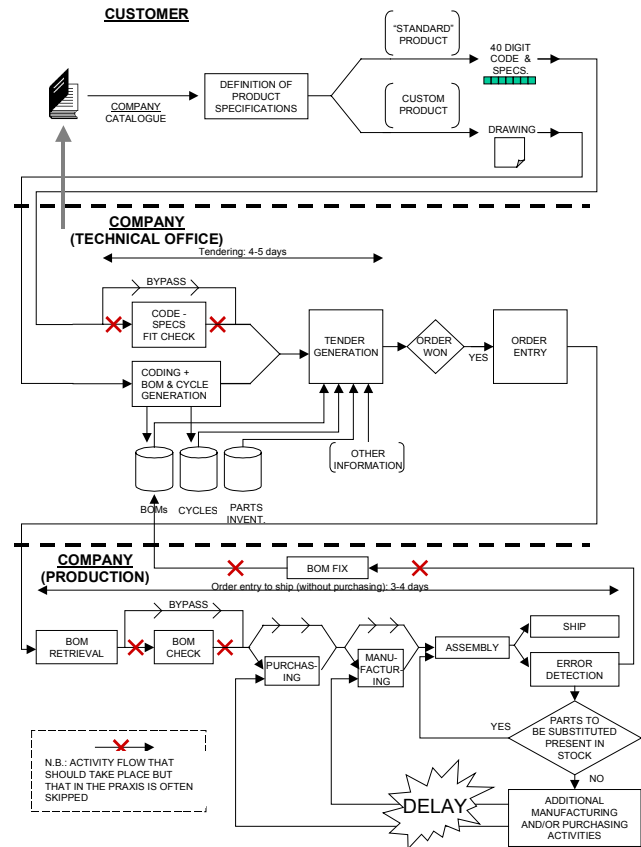 CUSTOMER
"STANDARD"
PRODUCT
40 DIGIT
CODE &
SPECS.
COMPANY
CATALOGUE
DEFINITION OF
PRODUCT
SPECIFICATIONS
CUSTOM
PRODUCT
DRAWING
COMPANY
(TECHNICAL OFFICE)
Tendering: 4-5 days
BYPASS
CODE -
SPECS
FIT CHECK
TENDER
GENERATION
ORDER
WON
YES
ORDER
ENTRY
CODING +
BOM & CYCLE
GENERATION
OTHER
INFORMATION
BOMs
CYCLES
PARTS
INVENT.
COMPANY
(PRODUCTION)
BOM FIX
Order entry to ship (without purchasing): 3-4 days
BYPASS
BOM
RETRIEVAL
BOM
CHECK
PURCHAS-
ING
MANU-
FACTUR-
ING
ASSEMBLY
SHIP
ERROR
DETECTION
YES
PARTS TO
BE SUBSTITUTED
PRESENT IN
STOCK
NO
N.B.: ACTIVITY FLOW THAT
SHOULD TAKE PLACE BUT
THAT IN THE PRAXIS IS OFTEN
SKIPPED
DELAY
ADDITIONAL
MANUFACTURING
AND/OR PURCHASING
ACTIVITIES